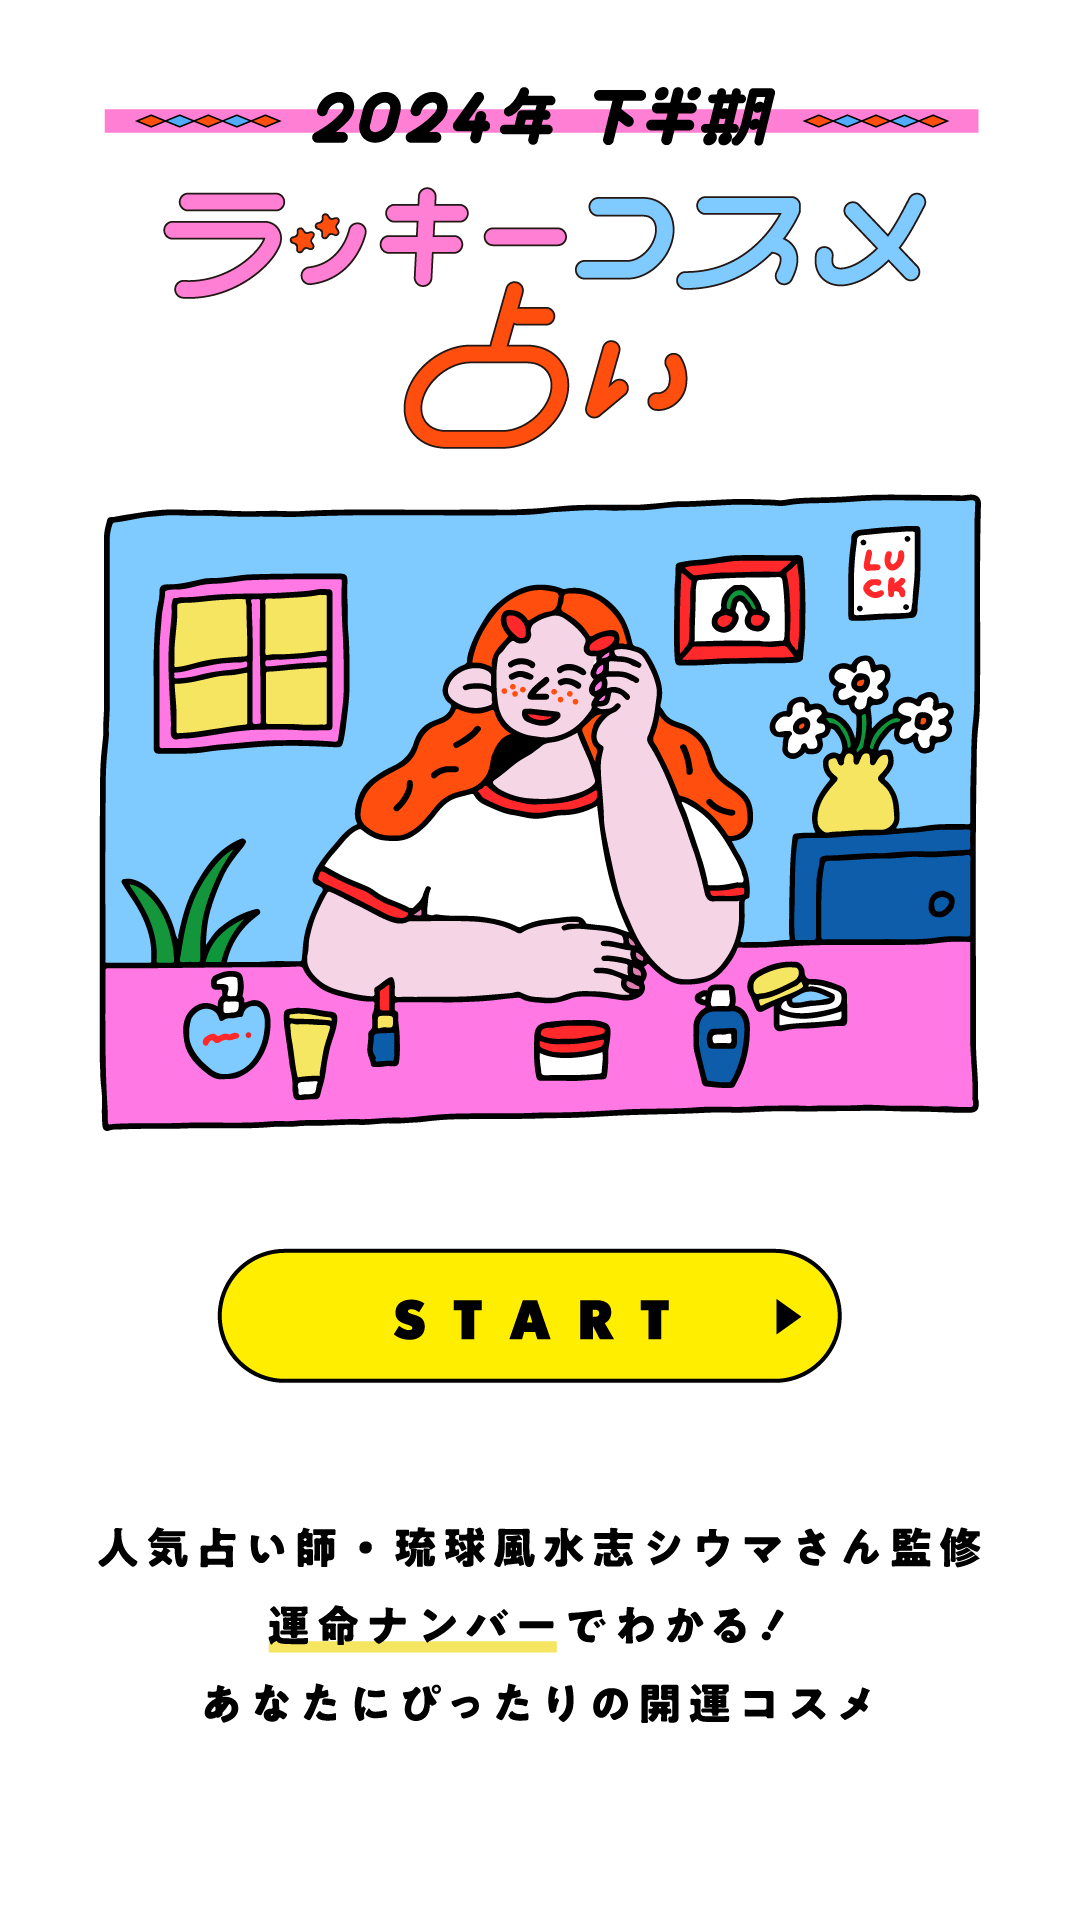 2024年 下半期
ラッキーコスメ
占い
LU
CK
START
人気占い師・琉球風水志シウマさん監修
運命ナンバーでわかる!
あなたにぴったりの開運コスメ